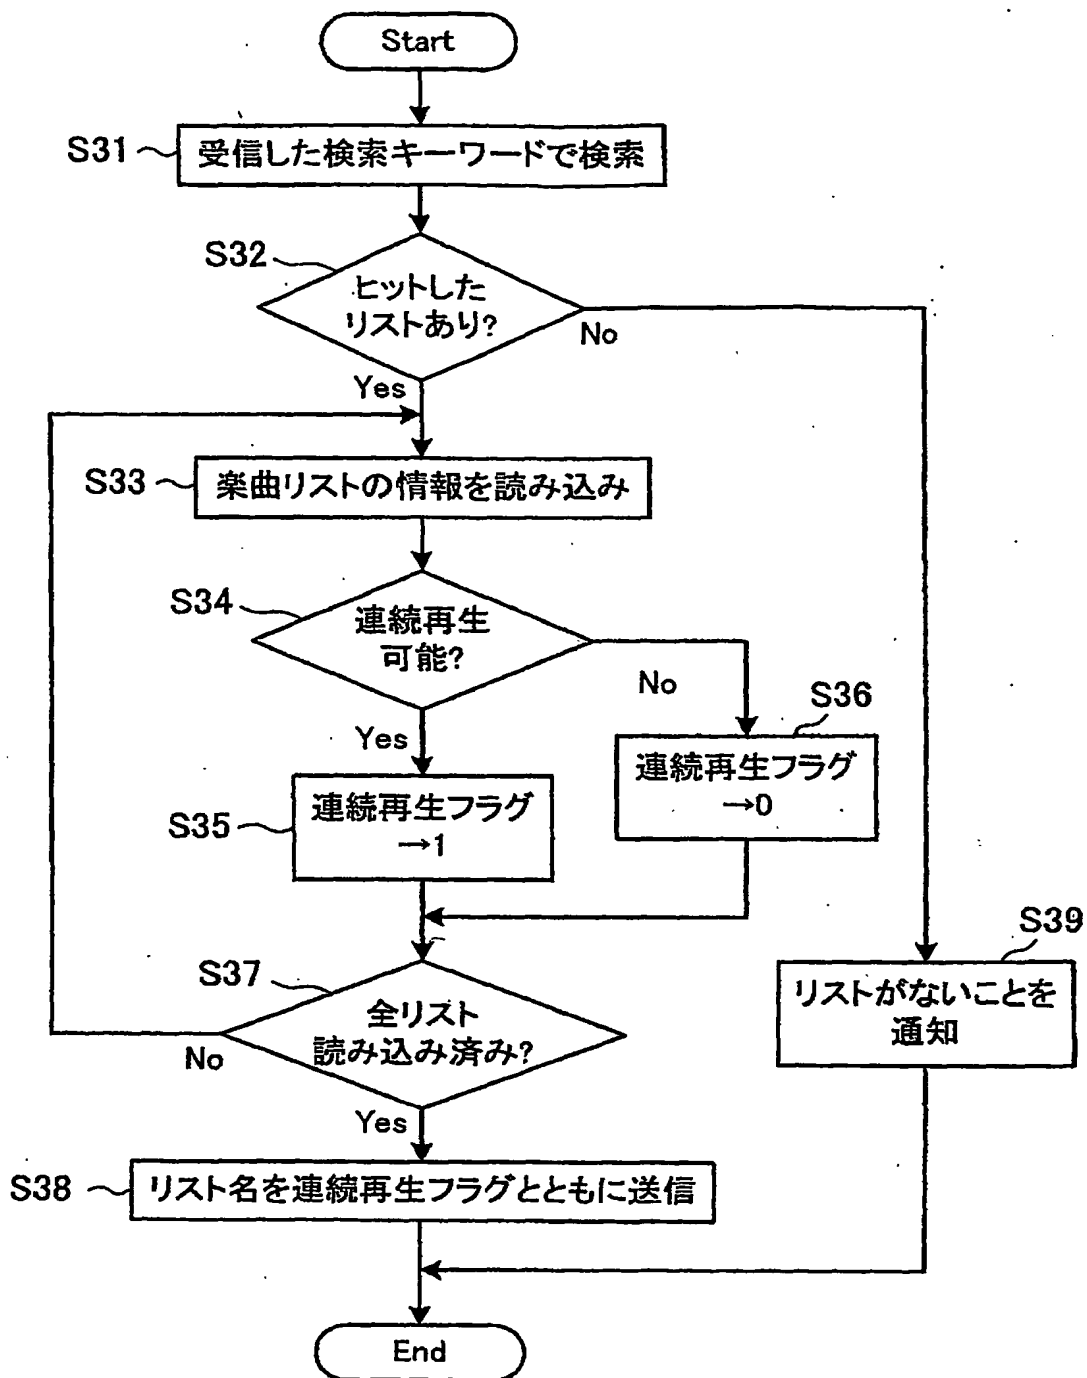 Start
S31
受信した検索キーワードで検索
S32
ヒットした
リストあり?
No
Yes
S33
楽曲リストの情報を読み込み
S34
連続再生
可能?
No
Yes
S36
連続再生フラグ
→0
S35
連続再生フラグ
→1
S37
全リスト
読み込み済み?
No
Yes
S39
リストがないことを
通知
S38
リスト名を連続再生フラグとともに送信
End